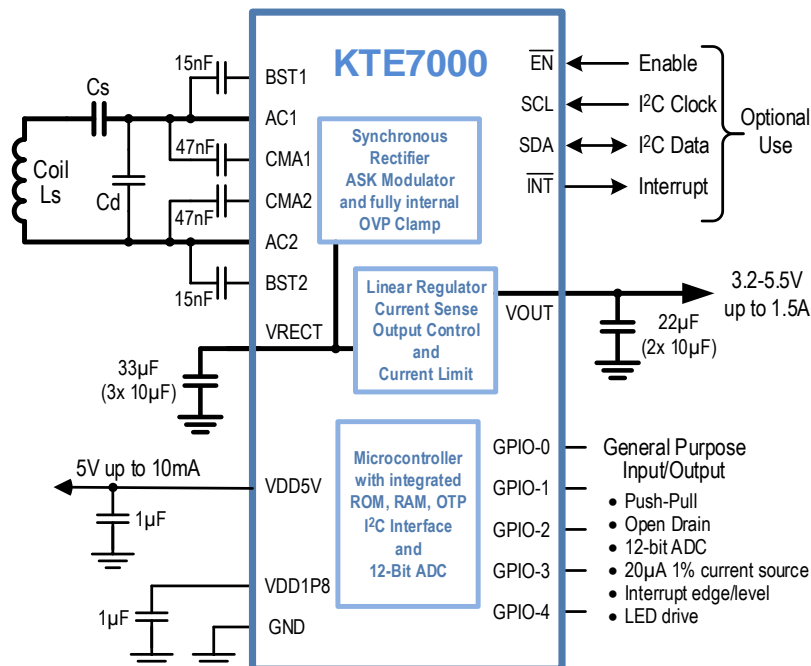 KTE7000
15nF
BST1
Cs
AC1
47nF
CMA1
Coil
Ls
Cd
CMA2
47nF
AC2
15nF
BST2
VRECT
33µF
(3x 10µF)
5V up to 10mA
VDD5V
1µF
VDD1P8
1µF
GND
Synchronous
Rectifier
ASK Modulator
and fully internal
OVP Clamp
Linear Regulator
Current Sense
Output Control
and
Current Limit
Microcontroller
with integrated
ROM, RAM, OTP
I²C Interface
and
12-Bit ADC
EN
Enable
SCL
I²C Clock
SDA
I²C Data
INT
Interrupt
Optional
Use
VOUT
3.2-5.5V
up to 1.5A
22µF
(2x 10µF)
GPIO-0
GPIO-1
GPIO-2
GPIO-3
GPIO-4
General Purpose
Input/Output
• Push-Pull
• Open Drain
• 12-bit ADC
• 20µA 1% current source
• Interrupt edge/level
• LED drive